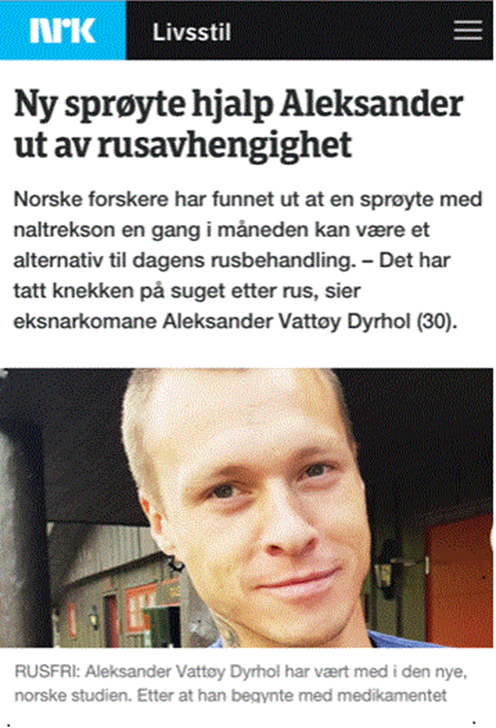 NRK
Livsstil
Ny sprøyte hjalp Aleksander
ut av rusavhengighet
Norske forskere har funnet ut at en sprøyte med
naltrekson en gang i måneden kan være et
alternativ til dagens rusbehandling. – Det har
tatt knekken på suget etter rus, sier
eksnarkomane Aleksander Vattøy Dyrhol (30).
RUSFRI: Aleksander Vattøy Dyrhol har vært med i den nye,
norske studien. Etter at han begynte med medikamentet